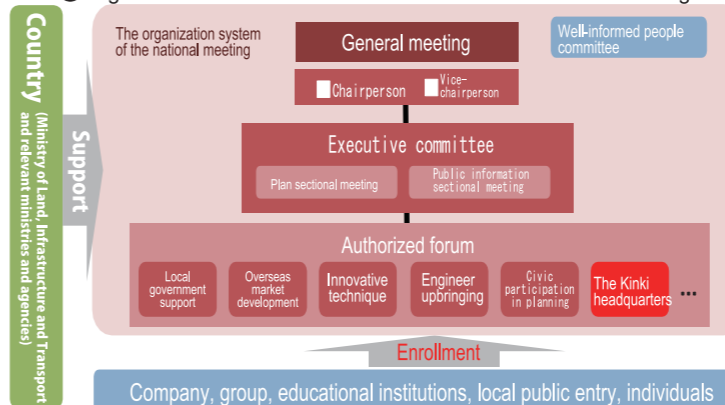 Country
(Ministry of Land, Infrastructure and Transport
and relevant ministries and agencies)
Support
The organization system
of the national meeting
General meeting
Well-informed people
committee
Chairperson
Vice-
chairperson
Executive committee
Plan sectional meeting
Public information
sectional meeting
Authorized forum
Local
government
support
Overseas
market
development
Innovative
technique
Engineer
upbringing
Civic
participation
in planning
The Kinki
headquarters
...
Enrollment
Company, group, educational institutions, local public entry, individuals